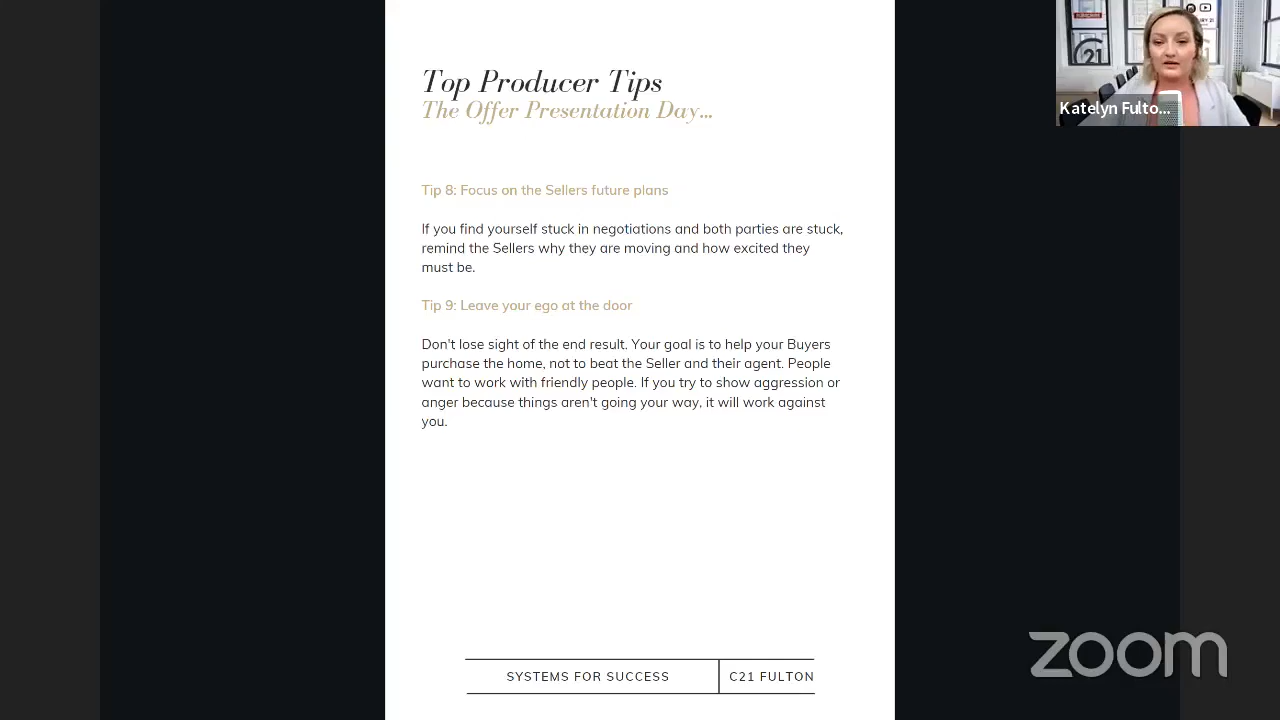 Top Producer Tips
The Offer Presentation Day...
Tip 8: Focus on the Sellers future plans
If you find yourself stuck in negotiations and both parties are stuck,
remind the Sellers why they are moving and how excited they
must be.
Tip 9: Leave your ego at the door
Don't lose sight of the end result. Your goal is to help your Buyers
purchase the home, not to beat the Seller and their agent. People
want to work with friendly people. If you try to show aggression or
anger because things aren't going your way, it will work against
you.
SYSTEMS FOR SUCCESS
C21 FULTON
21
Katelyn Fulto...
zoom